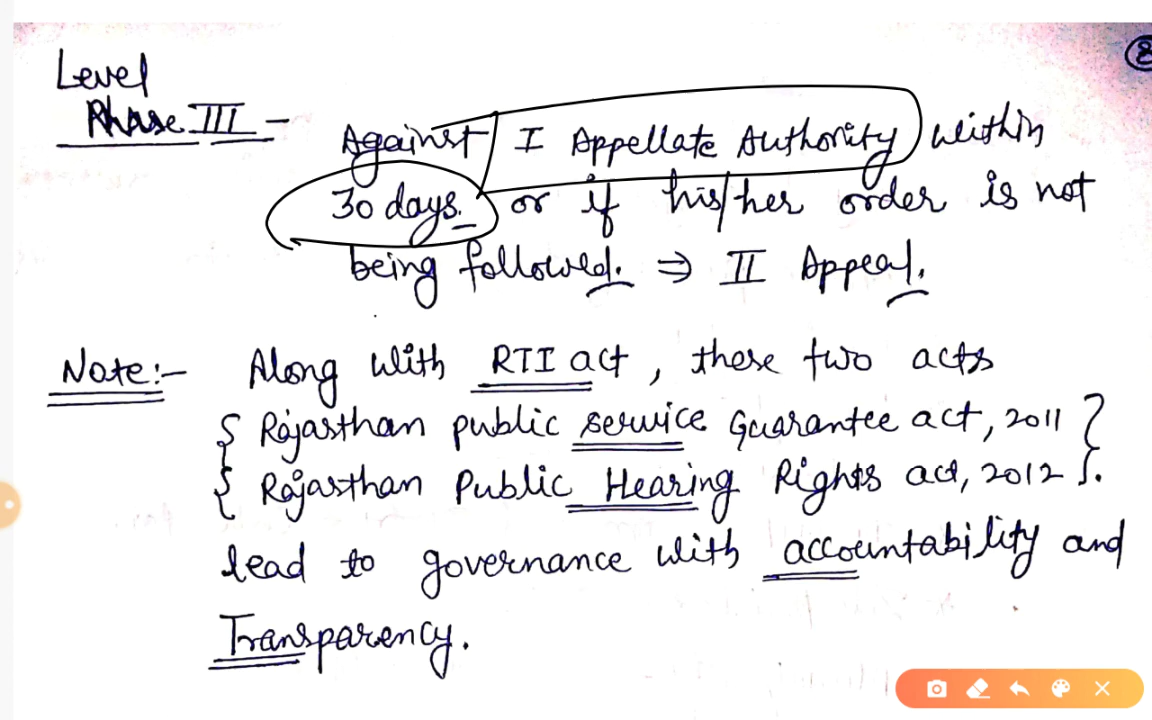 8
Level
Phase III -
Against I Appellate Authority within
30 days. or if his/her order is not
being followed. ⇒ II Appeal.
Note:- Along with RTI act, these two acts
{ Rajasthan public service Guarantee act, 2011 }
{ Rajasthan Public Hearing Rights act, 2012 }.
lead to governance with accountability and
Transparency.